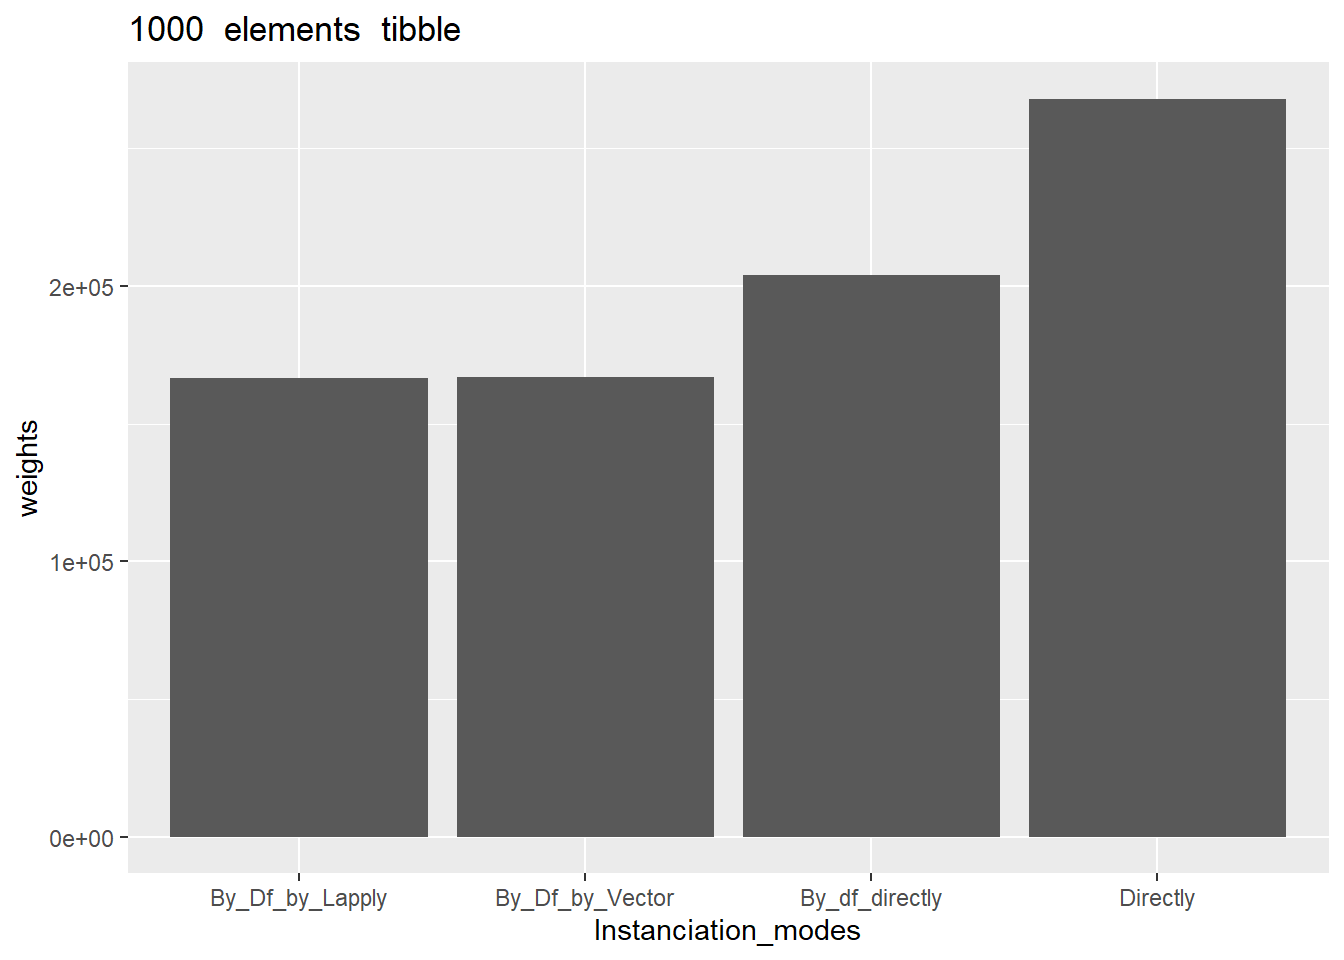 1000 elements tibble
weights
2e+05
1e+05
0e+00
By_Df_by_Lapply By_Df_by_Vector By_df_directly Directly
Instanciation_modes